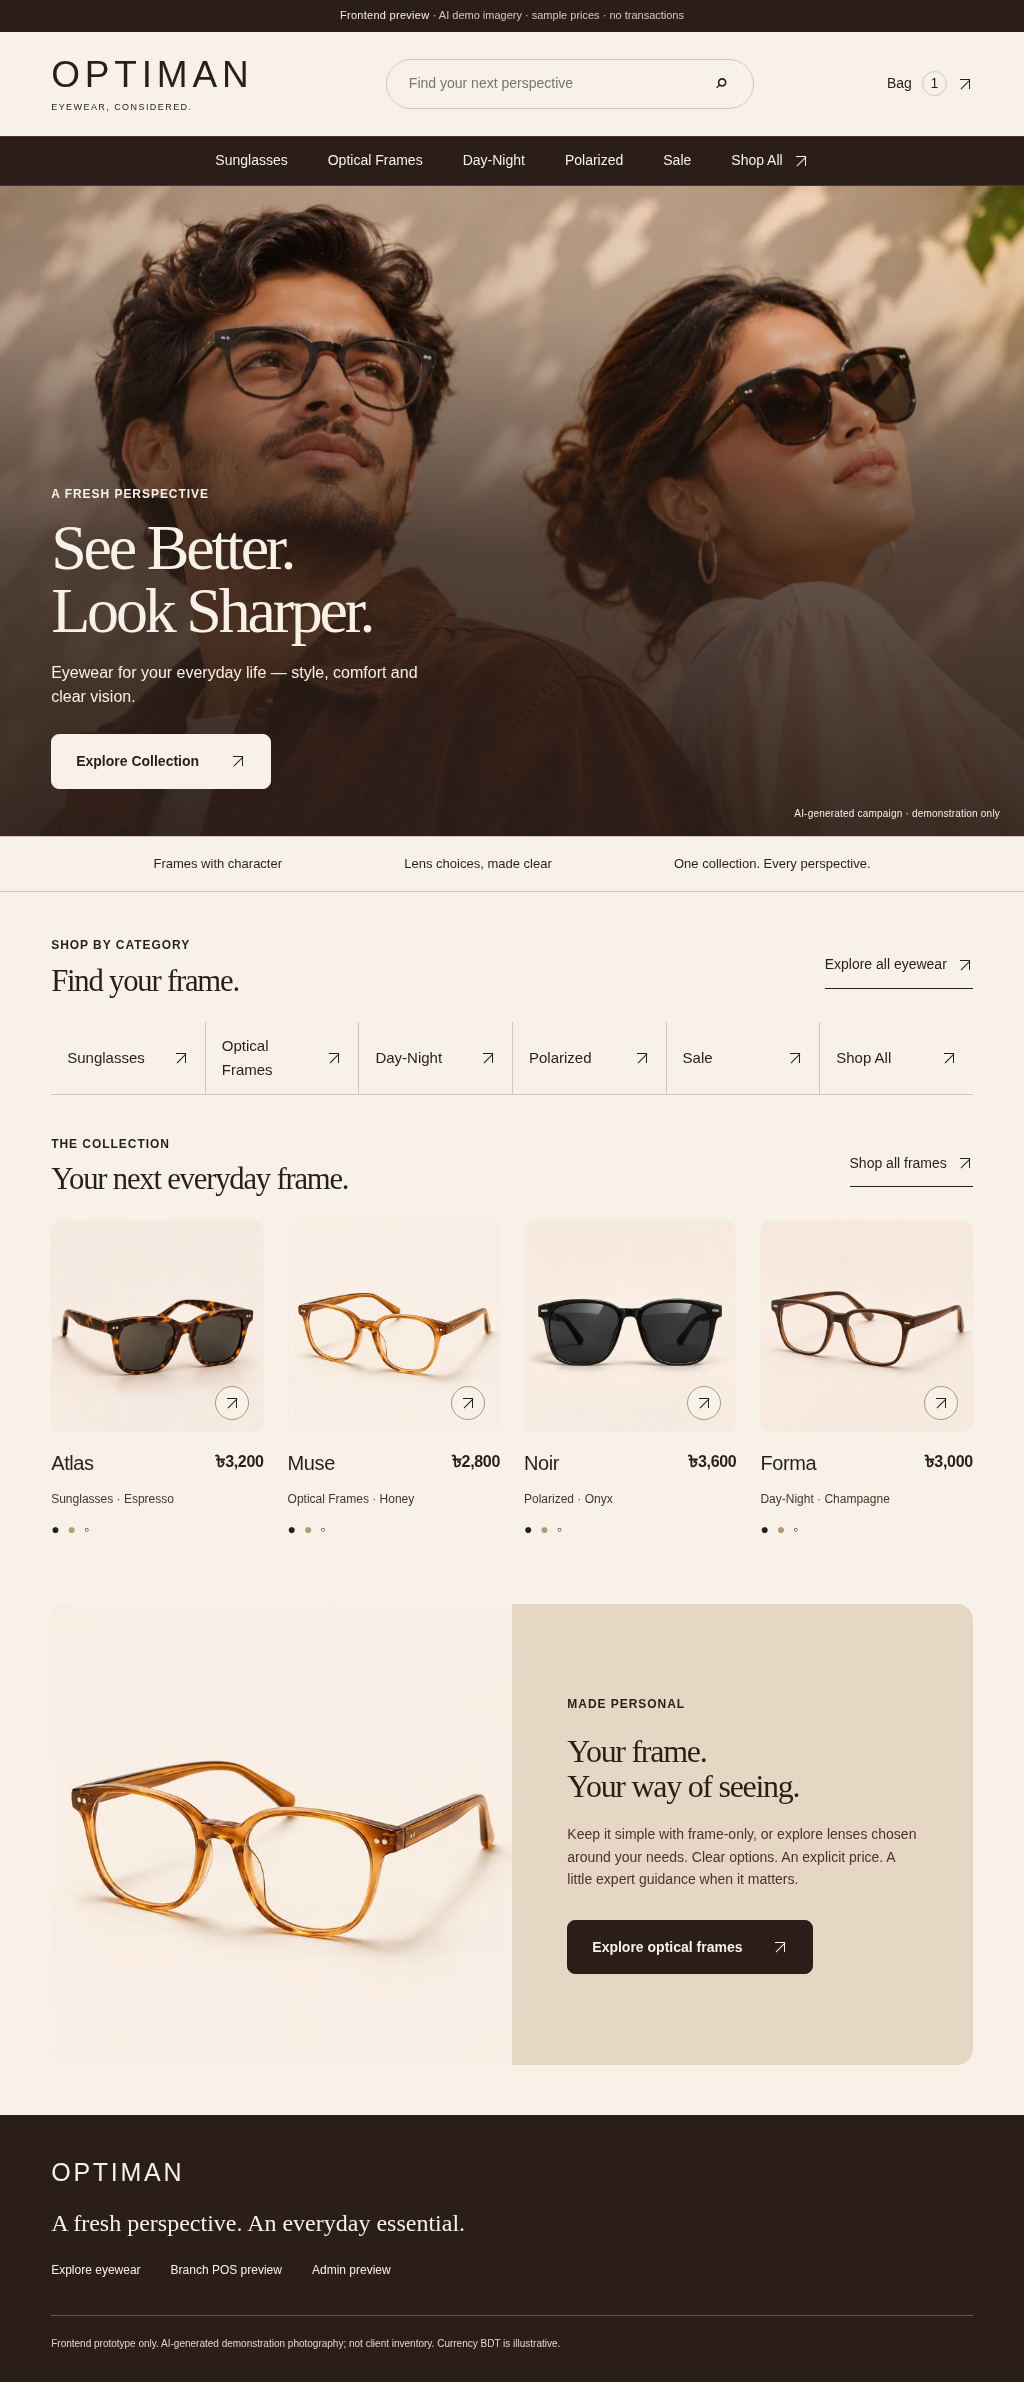 Frontend preview · AI demo imagery · sample prices · no transactions
OPTIMAN
EYEWEAR, CONSIDERED.
Find your next perspective
Bag 1
Sunglasses Optical Frames Day-Night Polarized Sale Shop All
A FRESH PERSPECTIVE
See Better.
Look Sharper.
Eyewear for your everyday life — style, comfort and
clear vision.
Explore Collection
AI-generated campaign · demonstration only
Frames with character Lens choices, made clear One collection. Every perspective.
SHOP BY CATEGORY
Find your frame.
Explore all eyewear
Sunglasses
Optical
Frames
Day-Night
Polarized
Sale
Shop All
THE COLLECTION
Your next everyday frame.
Shop all frames
Atlas ৳3,200
Sunglasses · Espresso
Muse ৳2,800
Optical Frames · Honey
Noir ৳3,600
Polarized · Onyx
Forma ৳3,000
Day-Night · Champagne
MADE PERSONAL
Your frame.
Your way of seeing.
Keep it simple with frame-only, or explore lenses chosen
around your needs. Clear options. An explicit price. A
little expert guidance when it matters.
Explore optical frames
OPTIMAN
A fresh perspective. An everyday essential.
Explore eyewear Branch POS preview Admin preview
Frontend prototype only. AI-generated demonstration photography; not client inventory. Currency BDT is illustrative.